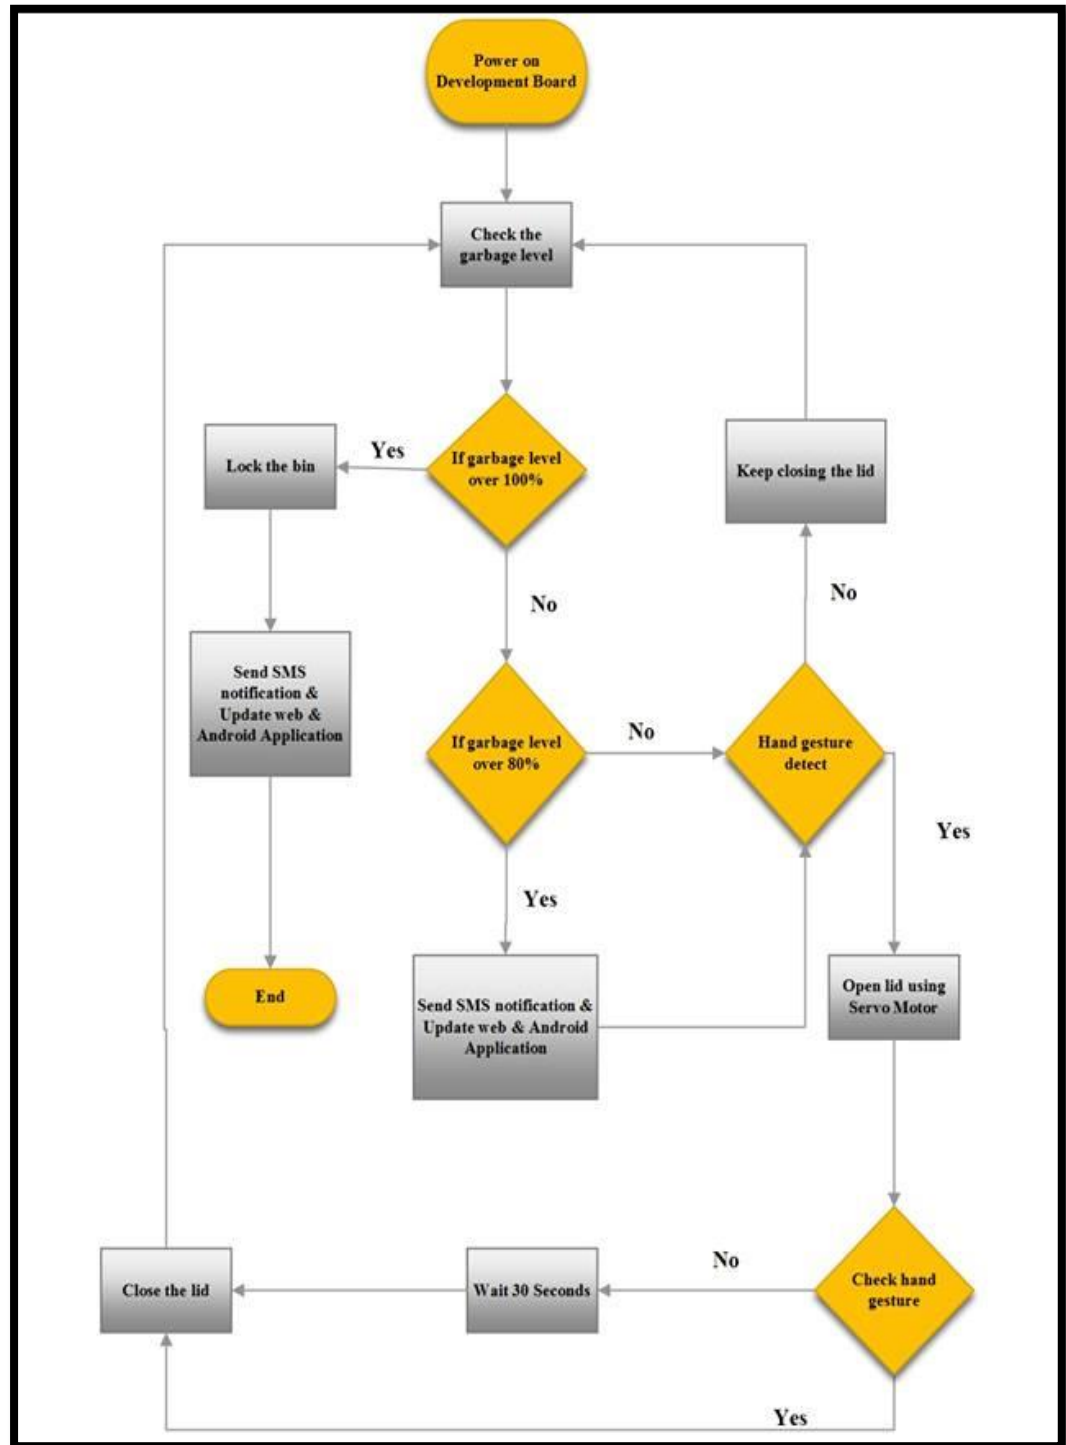 Power on
Development Board
Check the
garbage level
Lock the bin
Yes
If garbage level
over 100%
Keep closing the lid
No
No
Send SMS
notification &
Update web &
Android Application
If garbage level
over 80%
No
Hand gesture
detect
Yes
Yes
End
Send SMS notification &
Update web & Android
Application
Open lid using
Servo Motor
Close the lid
Wait 30 Seconds
No
Check hand
gesture
Yes